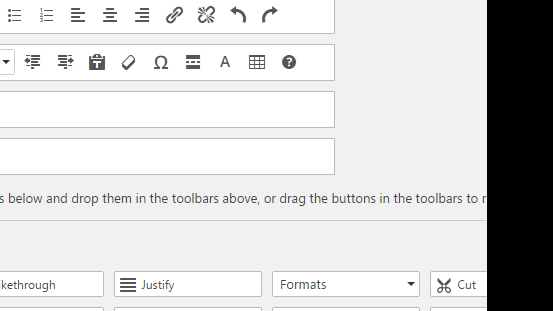 s below and drop them in the toolbars above, or drag the buttons in the toolbars to r
kethrough
Justify
Formats
Cut